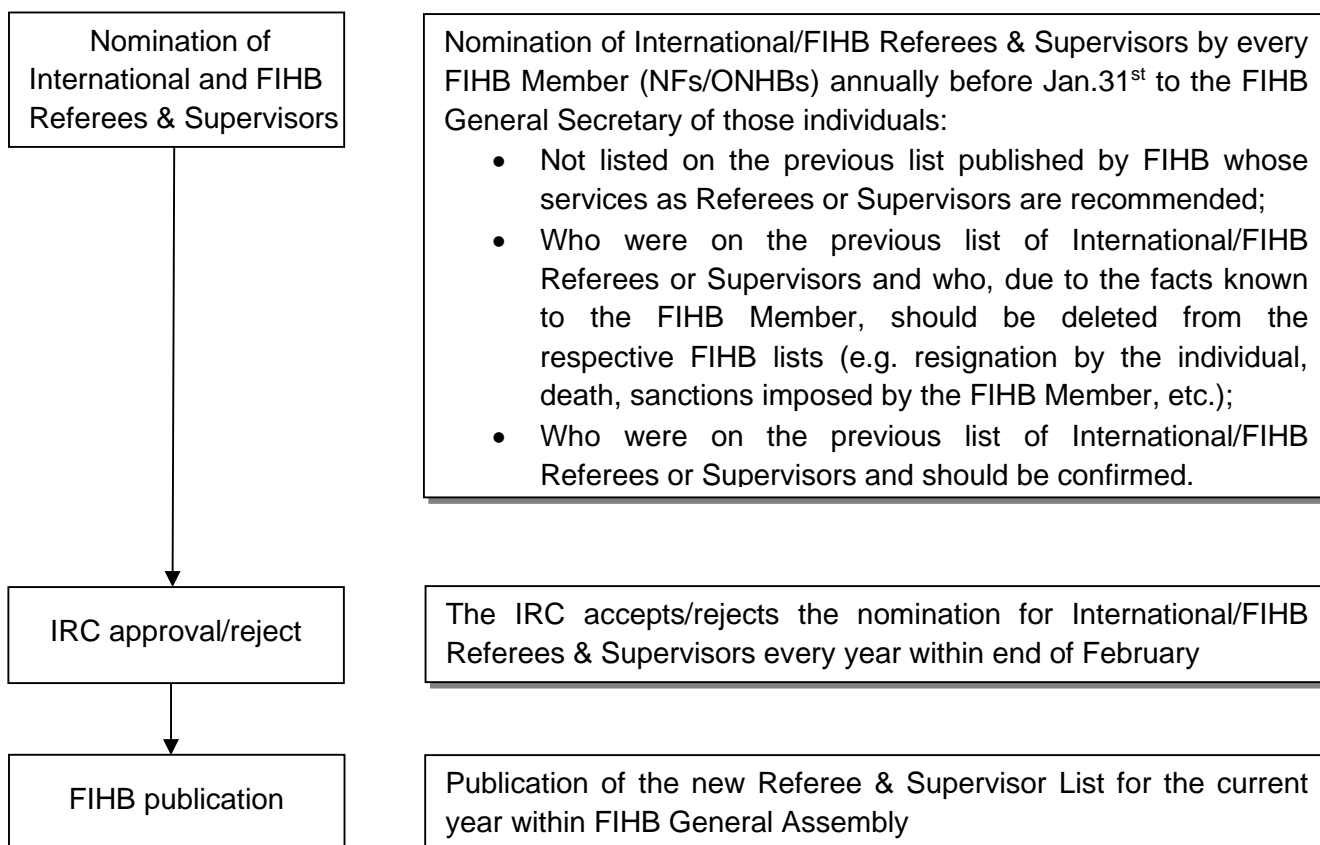 Nomination of
International and FIHB
Referees & Supervisors
Nomination of International/FIHB Referees & Supervisors by every
FIHB Member (NFs/ONHBs) annually before Jan.31st to the FIHB
General Secretary of those individuals:
• Not listed on the previous list published by FIHB whose
services as Referees or Supervisors are recommended;
• Who were on the previous list of International/FIHB
Referees or Supervisors and who, due to the facts known
to the FIHB Member, should be deleted from the
respective FIHB lists (e.g. resignation by the individual,
death, sanctions imposed by the FIHB Member, etc.);
• Who were on the previous list of International/FIHB
Referees or Supervisors and should be confirmed.
IRC approval/reject
The IRC accepts/rejects the nomination for International/FIHB
Referees & Supervisors every year within end of February
FIHB publication
Publication of the new Referee & Supervisor List for the current
year within FIHB General Assembly